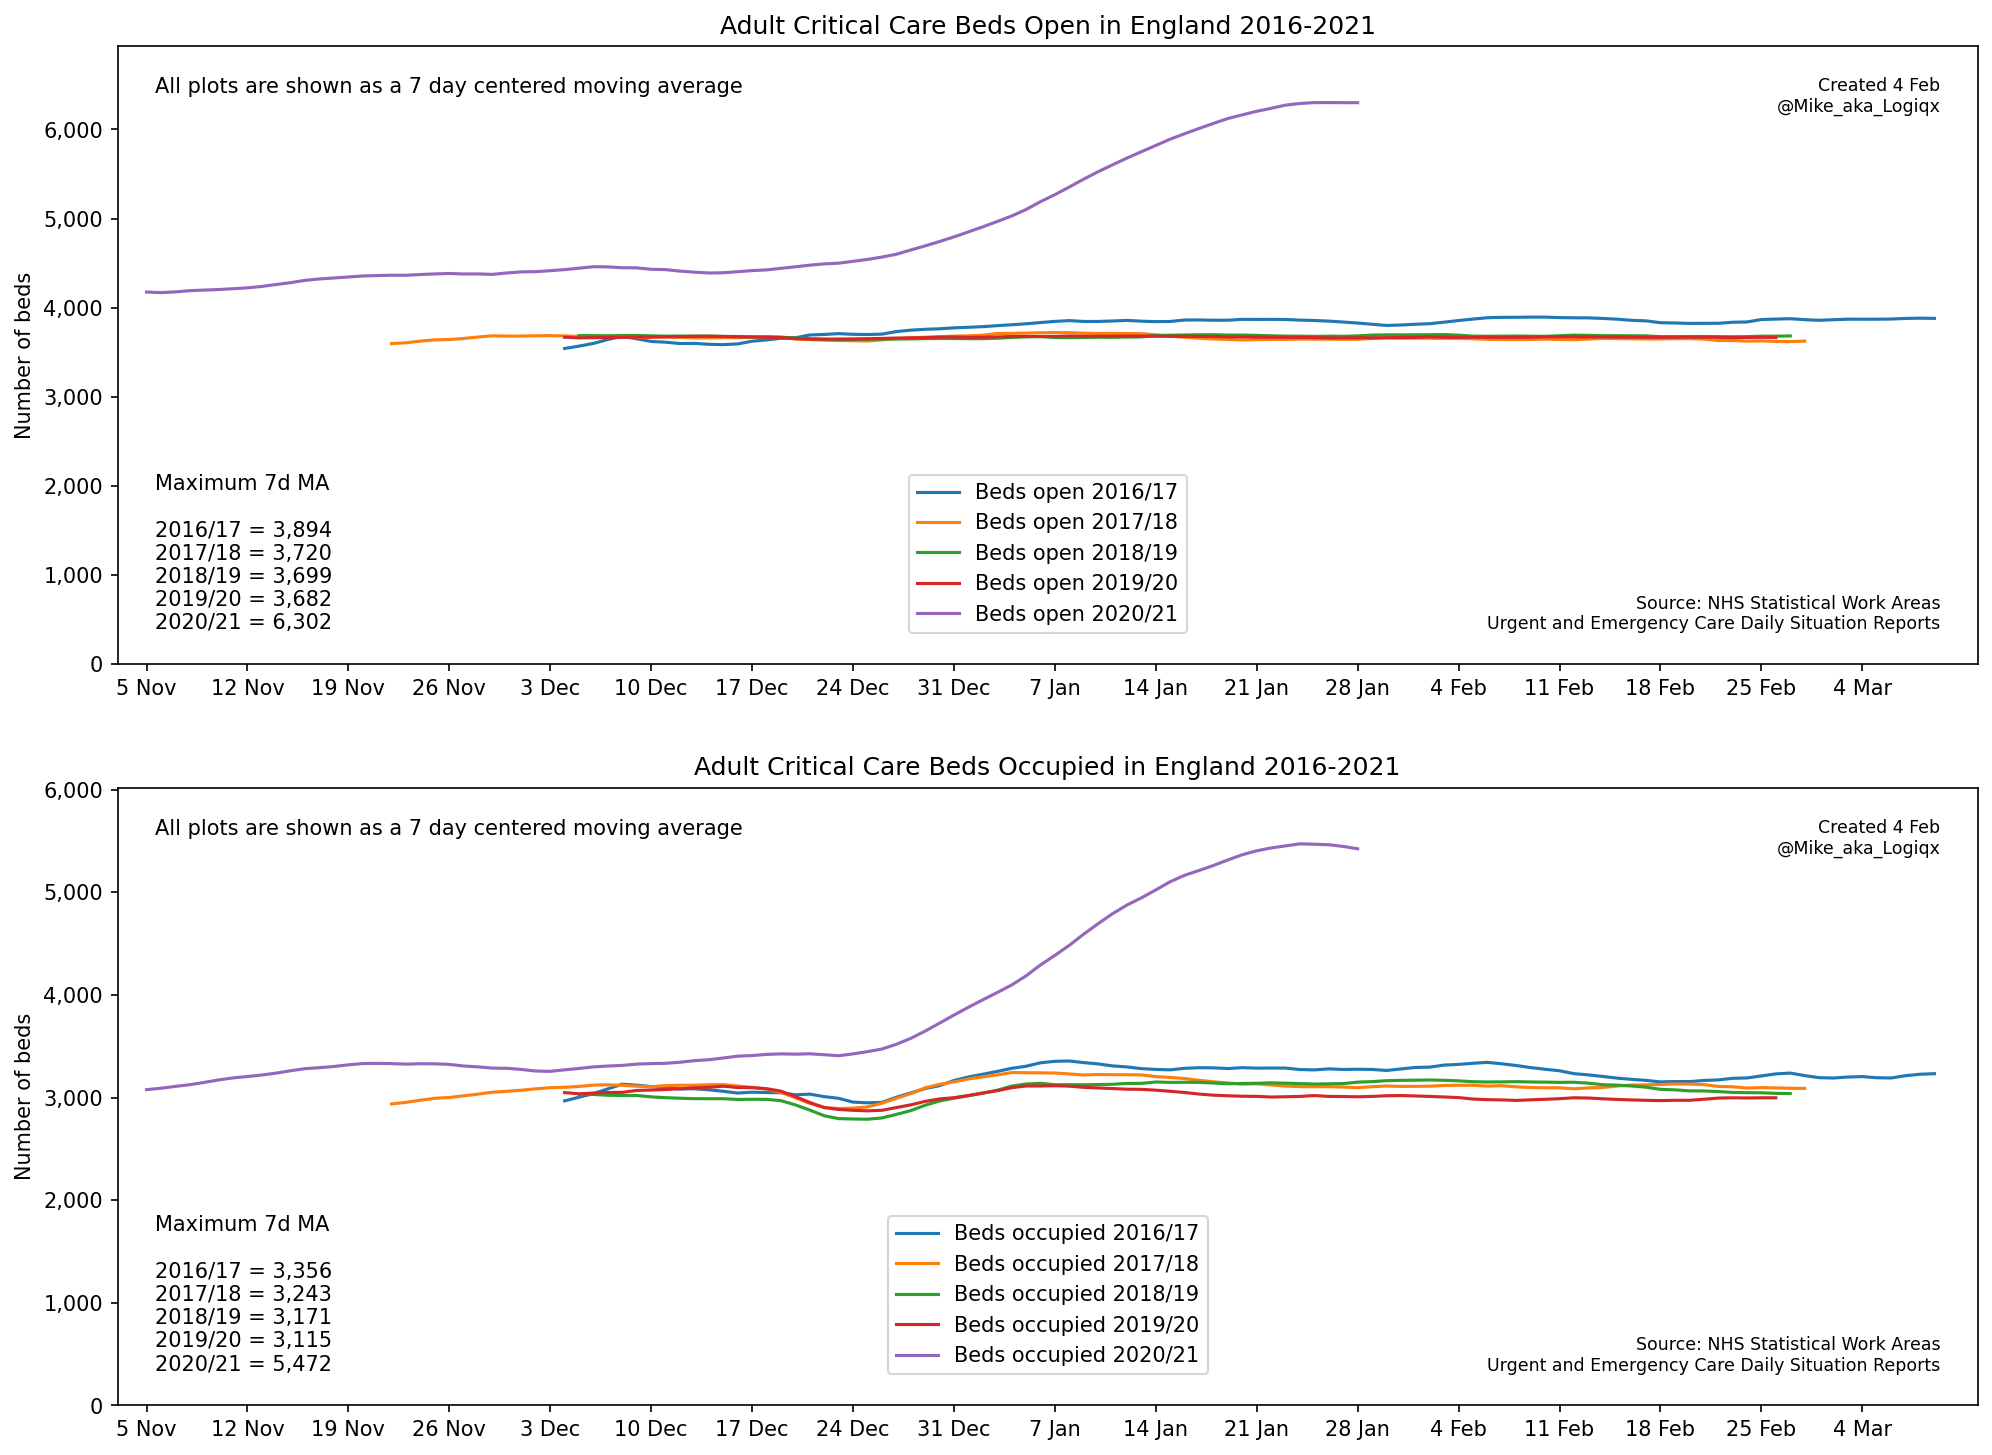 Adult Critical Care Beds Open in England 2016-2021
All plots are shown as a 7 day centered moving average
Created 4 Feb
@Mike_aka_Logiqx
Number of beds
6,000
5,000
4,000
3,000
2,000
1,000
0
Maximum 7d MA
2016/17 = 3,894
2017/18 = 3,720
2018/19 = 3,699
2019/20 = 3,682
2020/21 = 6,302
Beds open 2016/17
Beds open 2017/18
Beds open 2018/19
Beds open 2019/20
Beds open 2020/21
Source: NHS Statistical Work Areas
Urgent and Emergency Care Daily Situation Reports
5 Nov 12 Nov 19 Nov 26 Nov 3 Dec 10 Dec 17 Dec 24 Dec 31 Dec 7 Jan 14 Jan 21 Jan 28 Jan 4 Feb 11 Feb 18 Feb 25 Feb 4 Mar
Adult Critical Care Beds Occupied in England 2016-2021
All plots are shown as a 7 day centered moving average
Created 4 Feb
@Mike_aka_Logiqx
Number of beds
6,000
5,000
4,000
3,000
2,000
1,000
0
Maximum 7d MA
2016/17 = 3,356
2017/18 = 3,243
2018/19 = 3,171
2019/20 = 3,115
2020/21 = 5,472
Beds occupied 2016/17
Beds occupied 2017/18
Beds occupied 2018/19
Beds occupied 2019/20
Beds occupied 2020/21
Source: NHS Statistical Work Areas
Urgent and Emergency Care Daily Situation Reports
5 Nov 12 Nov 19 Nov 26 Nov 3 Dec 10 Dec 17 Dec 24 Dec 31 Dec 7 Jan 14 Jan 21 Jan 28 Jan 4 Feb 11 Feb 18 Feb 25 Feb 4 Mar